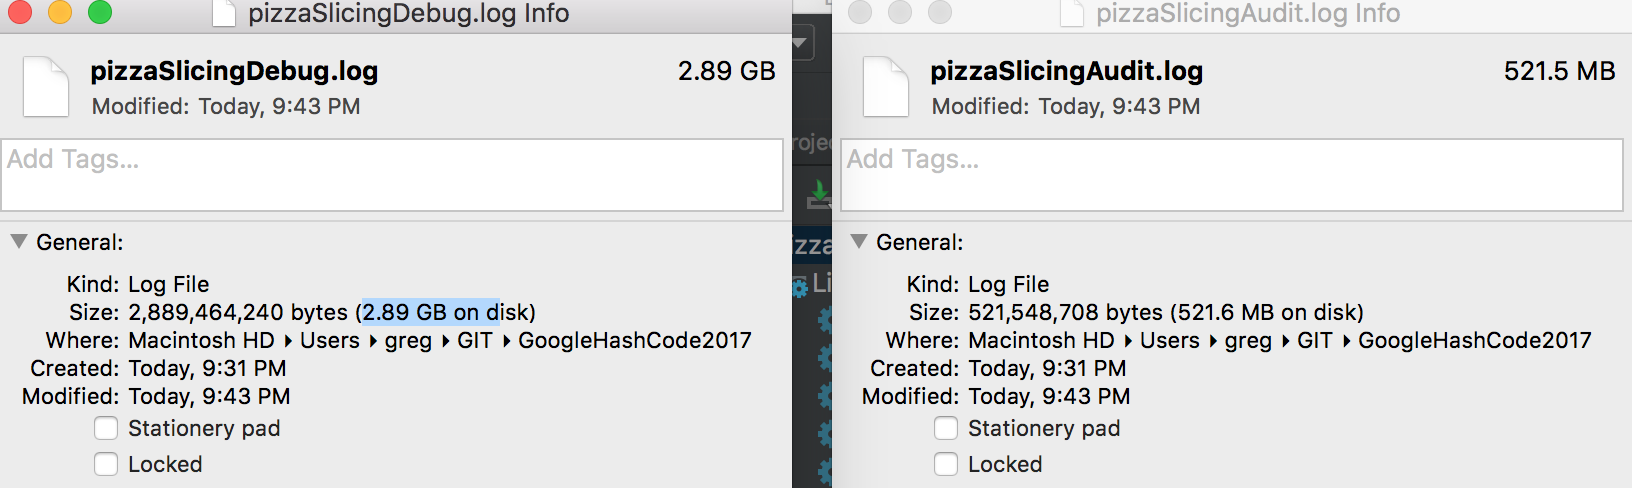 pizzaSlicingDebug.log Info
pizzaSlicingDebug.log
2.89 GB
Modified: Today, 9:43 PM
Add Tags...
General:
Kind: Log File
Size: 2,889,464,240 bytes (2.89 GB on disk)
Where: Macintosh HD ▸ Users ▸ greg ▸ GIT ▸ GoogleHashCode2017
Created: Today, 9:31 PM
Modified: Today, 9:43 PM
Stationery pad
Locked
roje
izza
Li
pizzaSlicingAudit.log Info
pizzaSlicingAudit.log
521.5 MB
Modified: Today, 9:43 PM
Add Tags...
General:
Kind: Log File
Size: 521,548,708 bytes (521.6 MB on disk)
Where: Macintosh HD ▸ Users ▸ greg ▸ GIT ▸ GoogleHashCode2017
Created: Today, 9:31 PM
Modified: Today, 9:43 PM
Stationery pad
Locked